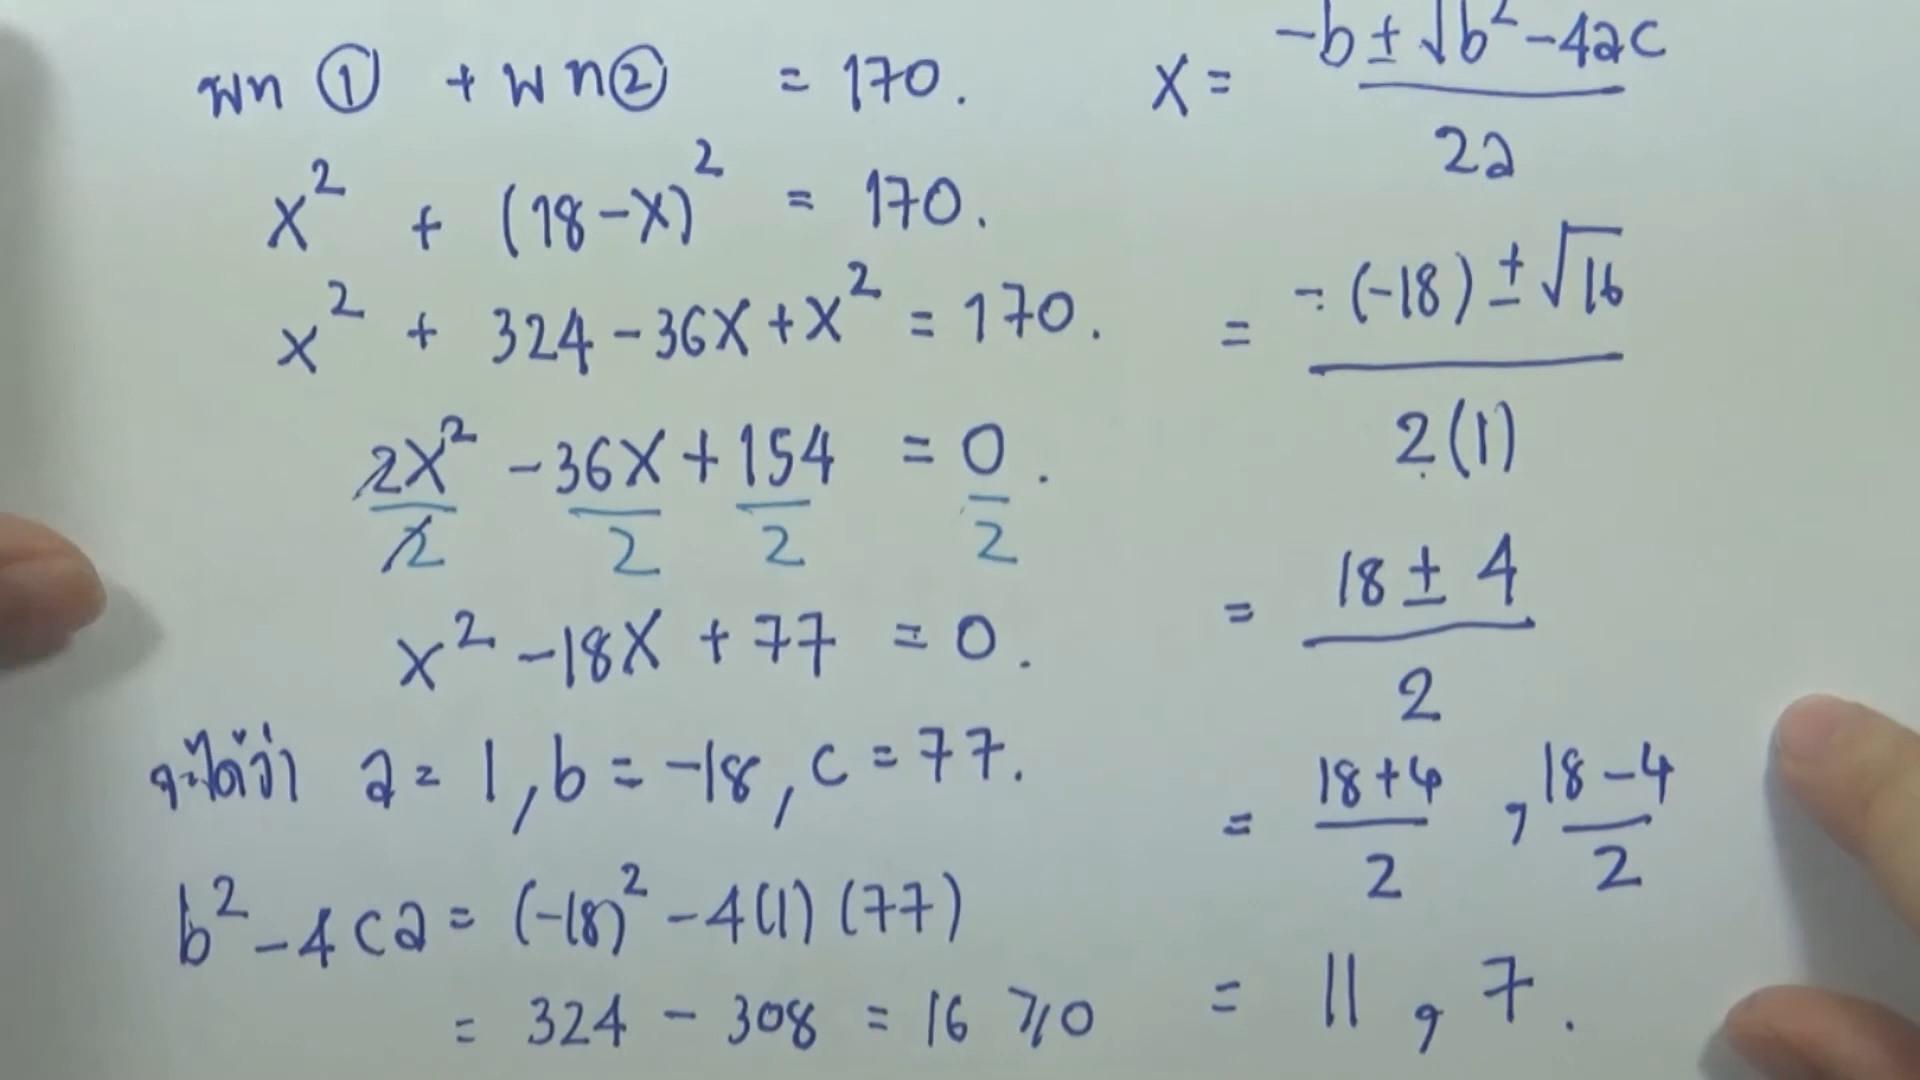 พท ① + พท② = 170.
x² + (18-x)² = 170.
x² + 324 - 36x + x² = 170.
2x²/2 - 36x/2 + 154/2 = 0/2.
x² - 18x + 77 = 0.
จะได้ว่า a = 1, b = -18, c = 77.
b² - 4ca = (-18)² - 4(1)(77)
= 324 - 308 = 16 ≥ 0
x = (-b ± √b² - 4ac)/2a
= (-(-18) ± √16)/2(1)
= (18 ± 4)/2
= (18+4)/2 , (18-4)/2
= 11 , 7.